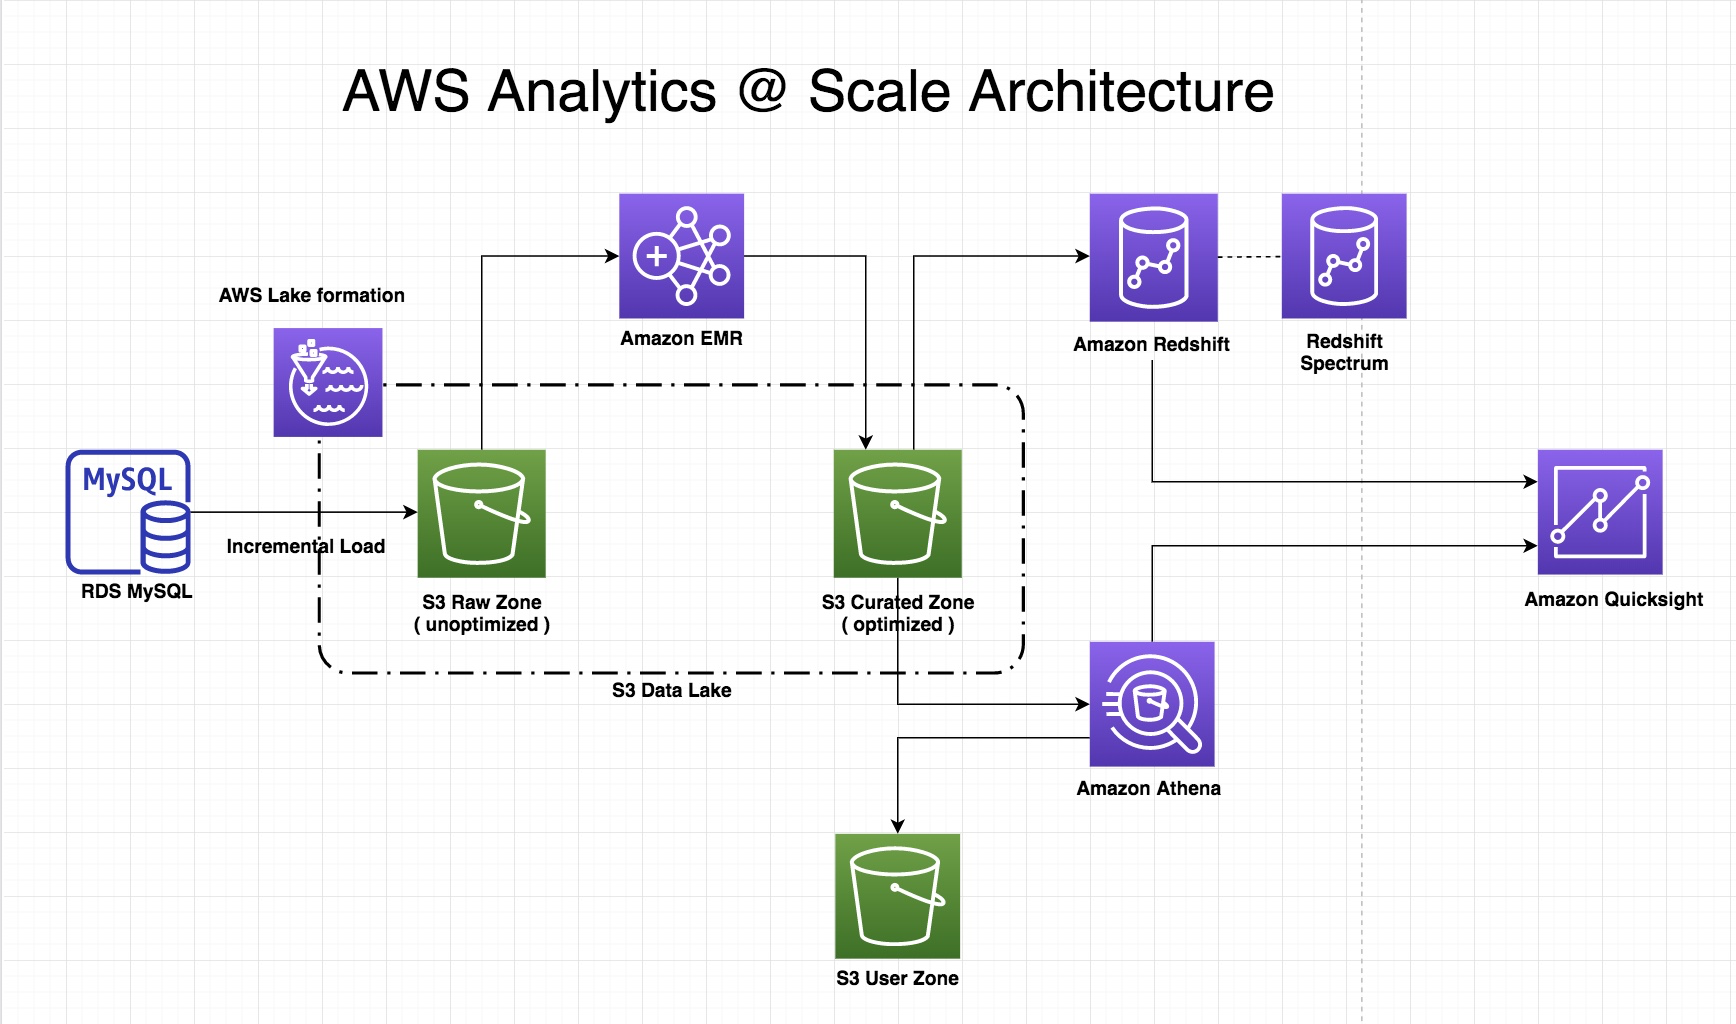 AWS Analytics @ Scale Architecture
AWS Lake formation
Amazon EMR
Amazon Redshift
Redshift
Spectrum
MySQL
RDS MySQL
Incremental Load
S3 Raw Zone
( unoptimized )
S3 Curated Zone
( optimized )
Amazon Quicksight
S3 Data Lake
Amazon Athena
S3 User Zone